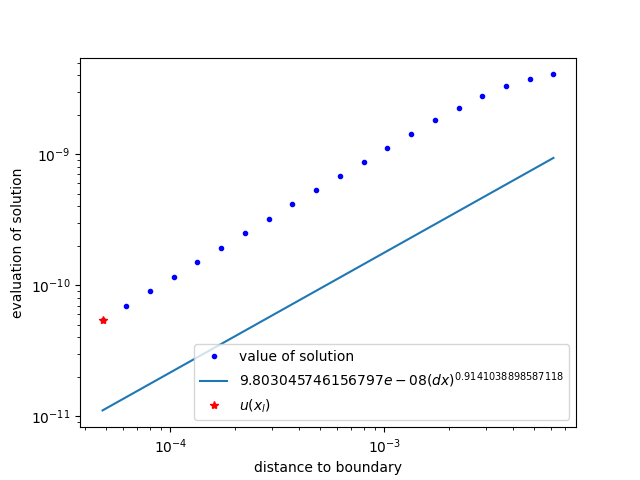 evaluation of solution
10⁻⁹
10⁻¹⁰
10⁻¹¹
value of solution
9.803045746156797e − 08(dx)^0.9141038898587118
u(x_l)
10⁻⁴
10⁻³
distance to boundary